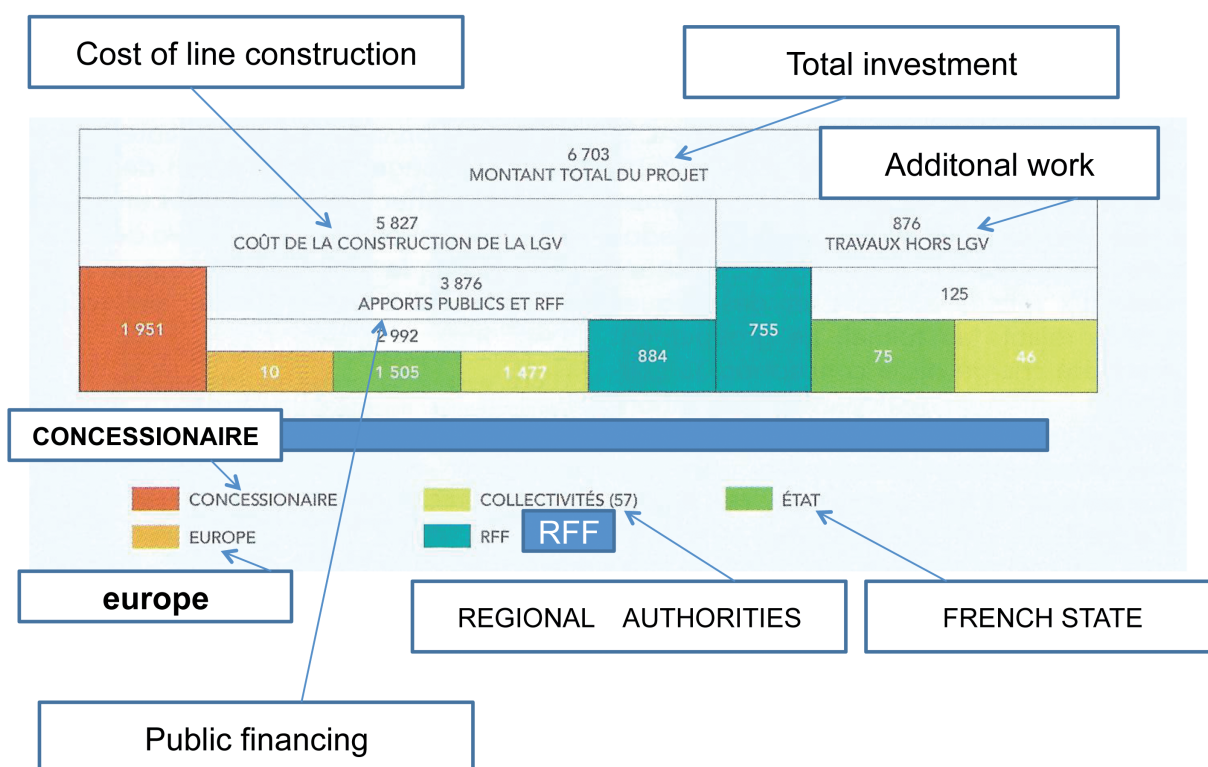 Cost of line construction
Total investment
6 703
MONTANT TOTAL DU PROJET
Additonal work
5 827
COÛT DE LA CONSTRUCTION DE LA LGV
876
TRAVAUX HORS LGV
3 876
APPORTS PUBLICS ET RFF
125
1 951
2 992
884
755
75
46
10
1 505
1 477
CONCESSIONAIRE
CONCESSIONAIRE
COLLECTIVITÉS (57)
ÉTAT
EUROPE
RFF
RFF
europe
REGIONAL AUTHORITIES
FRENCH STATE
Public financing